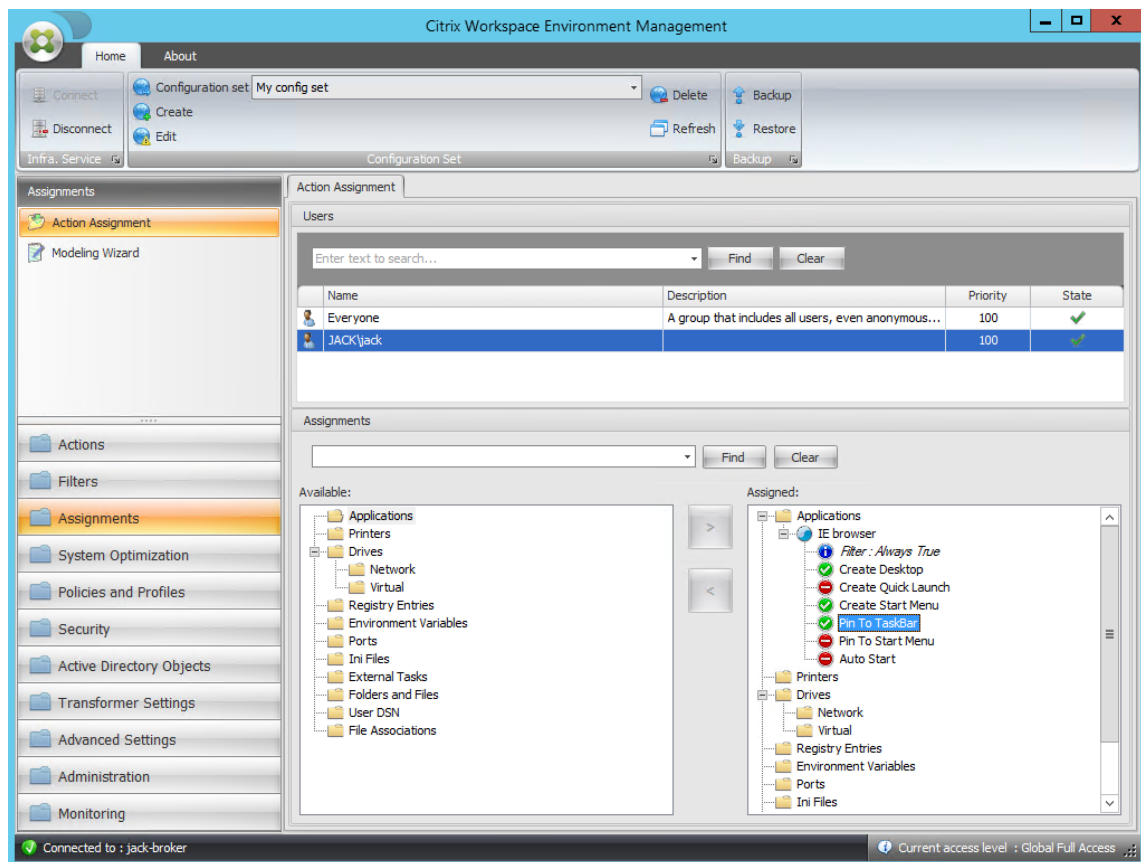 Citrix Workspace Environment Management
Home About
Connect
Disconnect
Infra. Service
Configuration set My config set
Create
Edit
Delete
Refresh
Configuration Set
Backup
Restore
Backup
Assignments
Action Assignment
Modeling Wizard
Actions
Filters
Assignments
System Optimization
Policies and Profiles
Security
Active Directory Objects
Transformer Settings
Advanced Settings
Administration
Monitoring
Action Assignment
Users
Enter text to search... Find Clear
Name Description Priority State
Everyone A group that includes all users, even anonymous... 100
JACK\jack 100
Assignments
Find Clear
Available:
Applications
Printers
Drives
Network
Virtual
Registry Entries
Environment Variables
Ports
Ini Files
External Tasks
Folders and Files
User DSN
File Associations
>
<
Assigned:
Applications
IE browser
Filter : Always True
Create Desktop
Create Quick Launch
Create Start Menu
Pin To TaskBar
Pin To Start Menu
Auto Start
Printers
Drives
Network
Virtual
Registry Entries
Environment Variables
Ports
Ini Files
Connected to : jack-broker
Current access level : Global Full Access